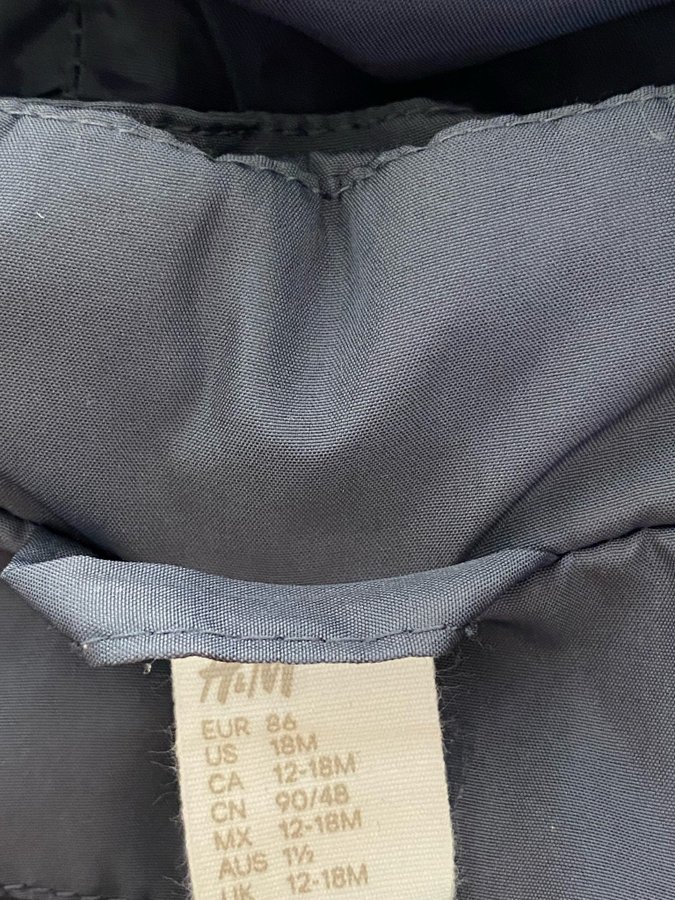 H&M
EUR 86
US 18M
CA 12-18M
CN 90/48
MX 12-18M
AUS 1½
UK 12-18M